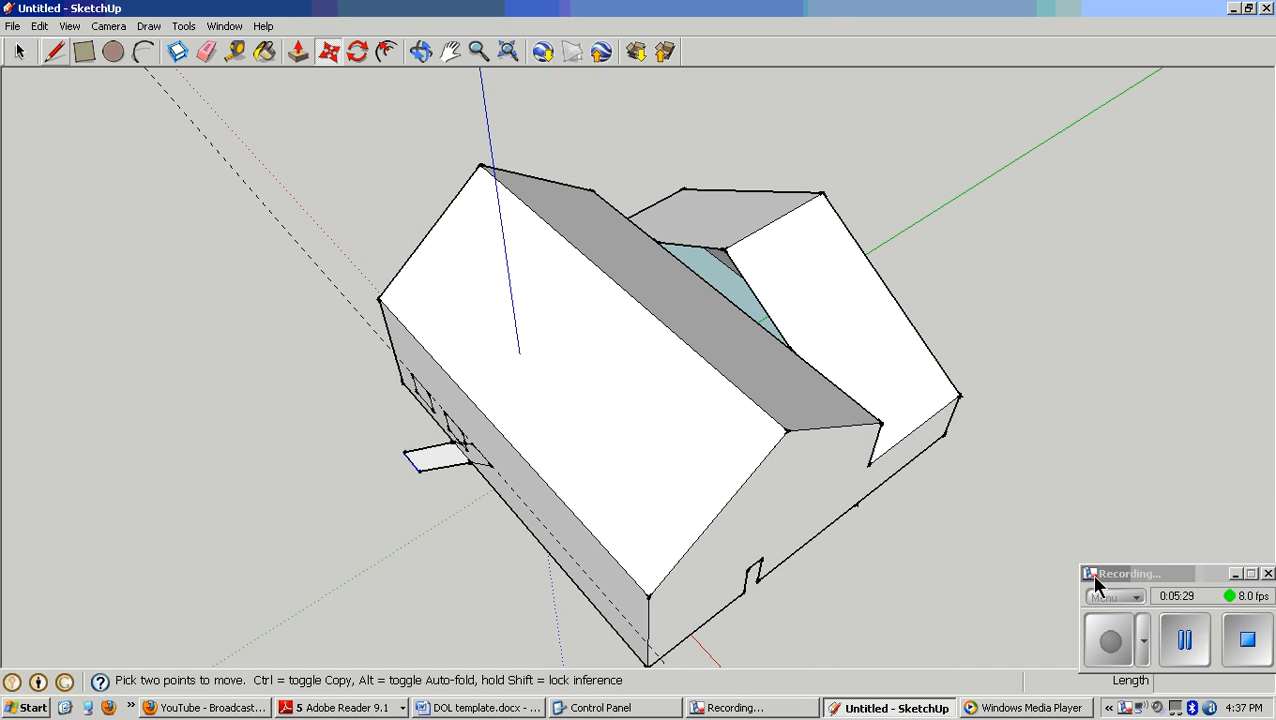 Untitled - SketchUp
File Edit View Camera Draw Tools Window Help
Recording...
Menu 0:05:29 8.0 fps
Pick two points to move. Ctrl = toggle Copy, Alt = toggle Auto-fold, hold Shift = lock inference
Length
Start » YouTube - Broadcast... 5 Adobe Reader 9.1 DOL template.docx - ... Control Panel Recording... Untitled - SketchUp Windows Media Player « 4:37 PM